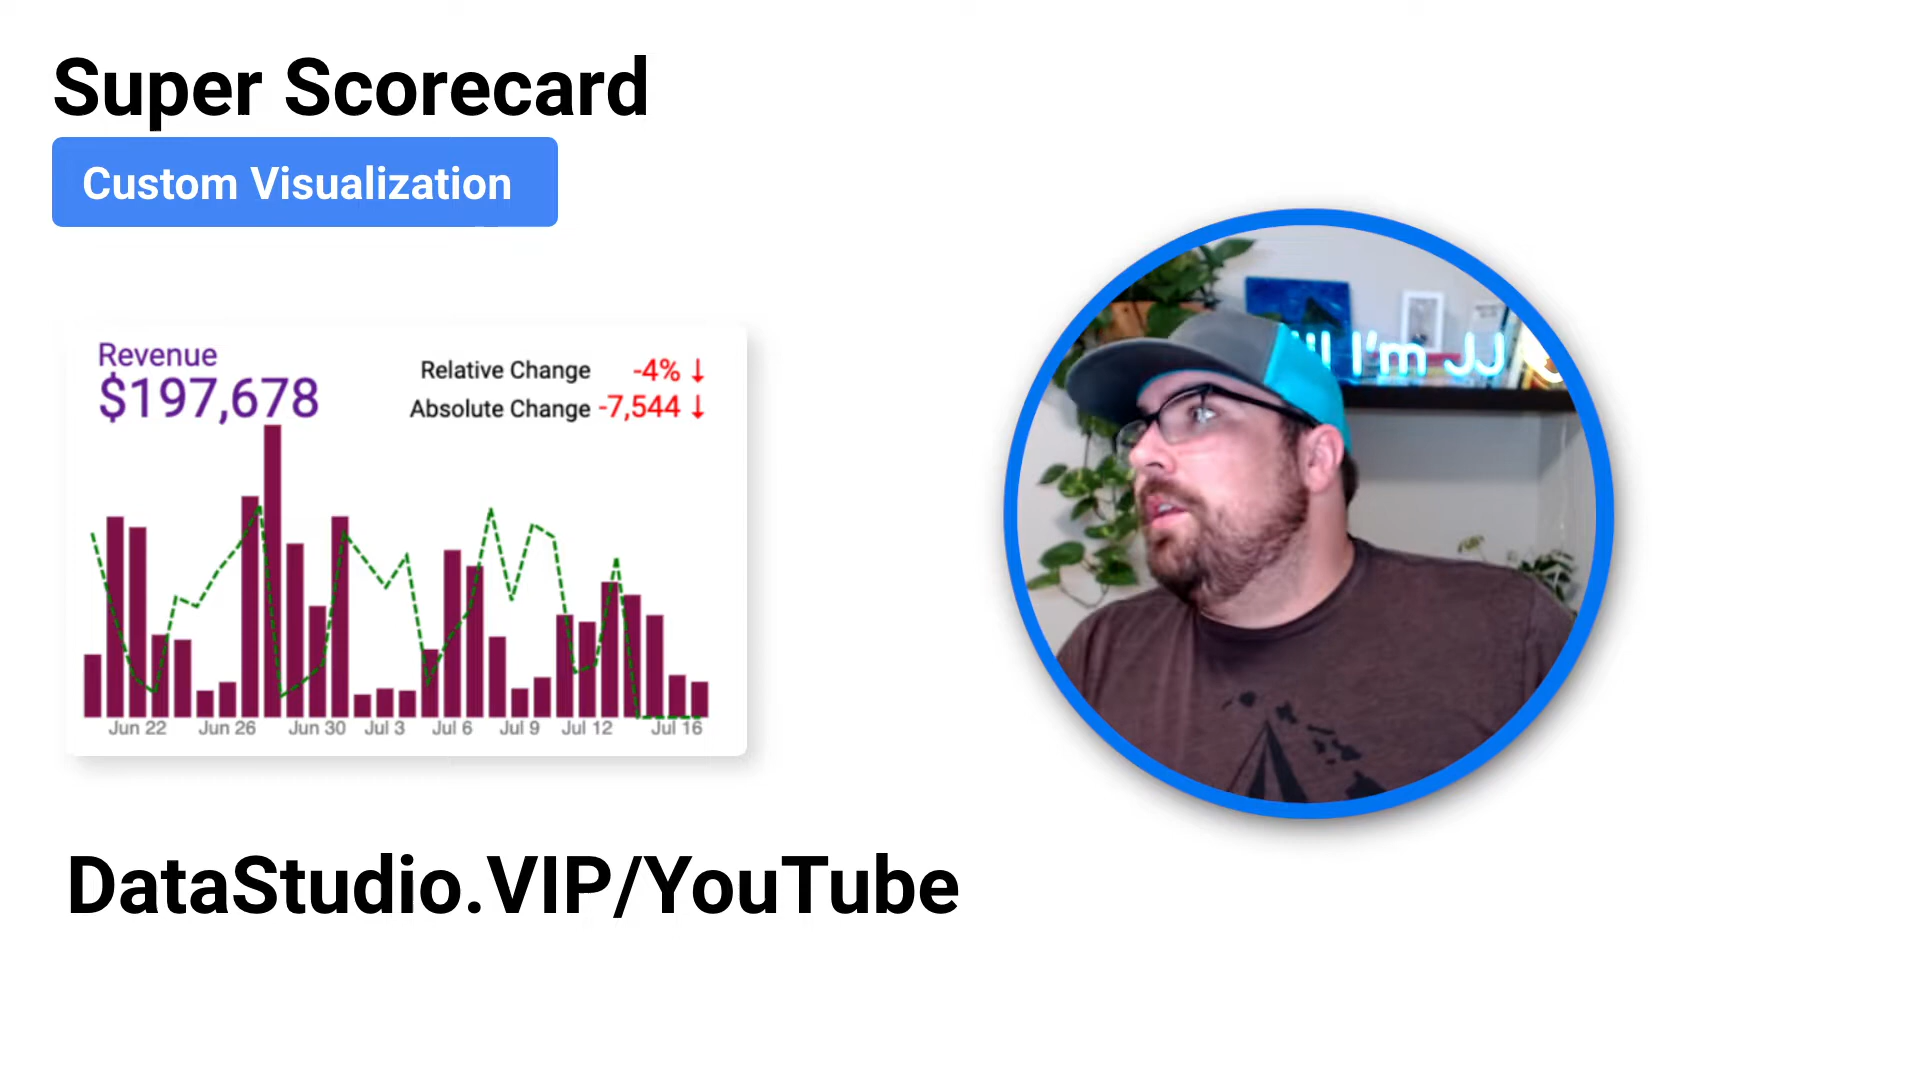 Super Scorecard
Custom Visualization
Revenue
$197,678
Relative Change -4% ↓
Absolute Change -7,544 ↓
Jun 22 Jun 26 Jun 30 Jul 3 Jul 6 Jul 9 Jul 12 Jul 16
I'm JJ
DataStudio.VIP/YouTube